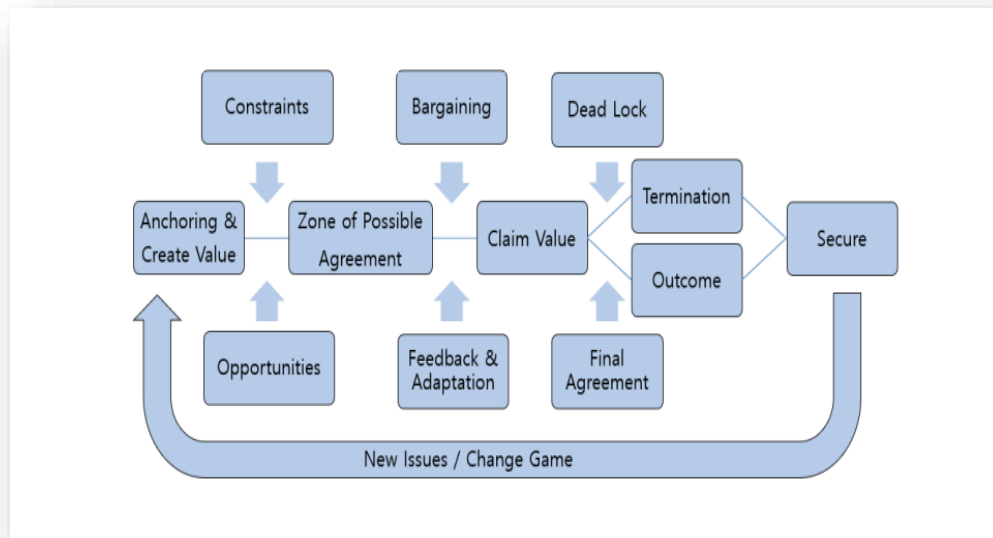 Constraints
Bargaining
Dead Lock
Anchoring &
Create Value
Zone of Possible
Agreement
Claim Value
Termination
Outcome
Secure
Opportunities
Feedback &
Adaptation
Final
Agreement
New Issues / Change Game